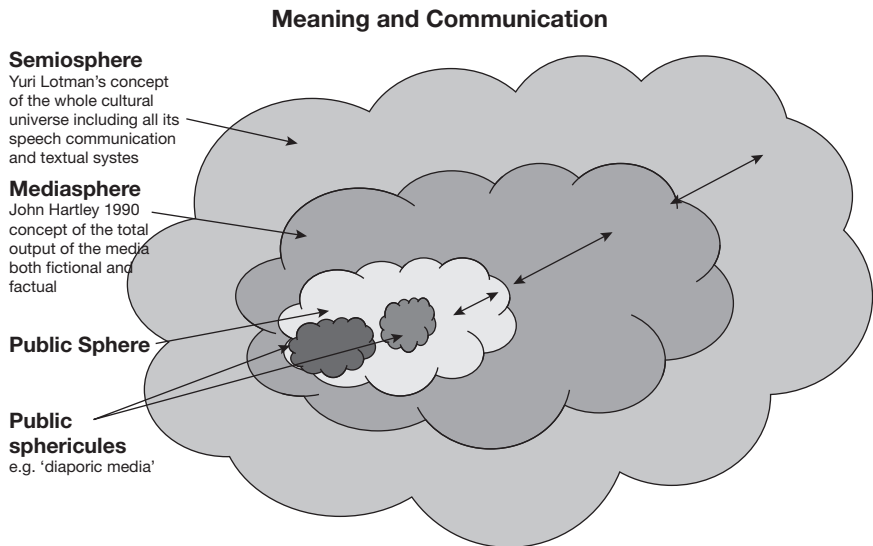 Meaning and Communication
Semiosphere
Yuri Lotman's concept
of the whole cultural
universe including all its
speech communication
and textual systes
Mediasphere
John Hartley 1990
concept of the total
output of the media
both fictional and
factual
Public Sphere
Public
sphericules
e.g. 'diaporic media'